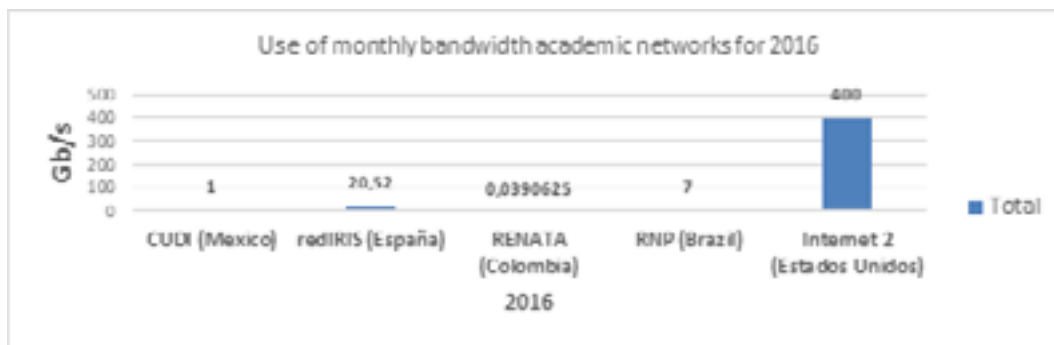 Use of monthly bandwidth academic networks for 2016
Gb/s
500
400
300
200
100
0
1
20,52
0,0390625
7
400
CUDI (Mexico)
redIRIS (España)
RENATA
(Colombia)
RNP (Brazil)
Internet 2
(Estados Unidos)
2016
Total